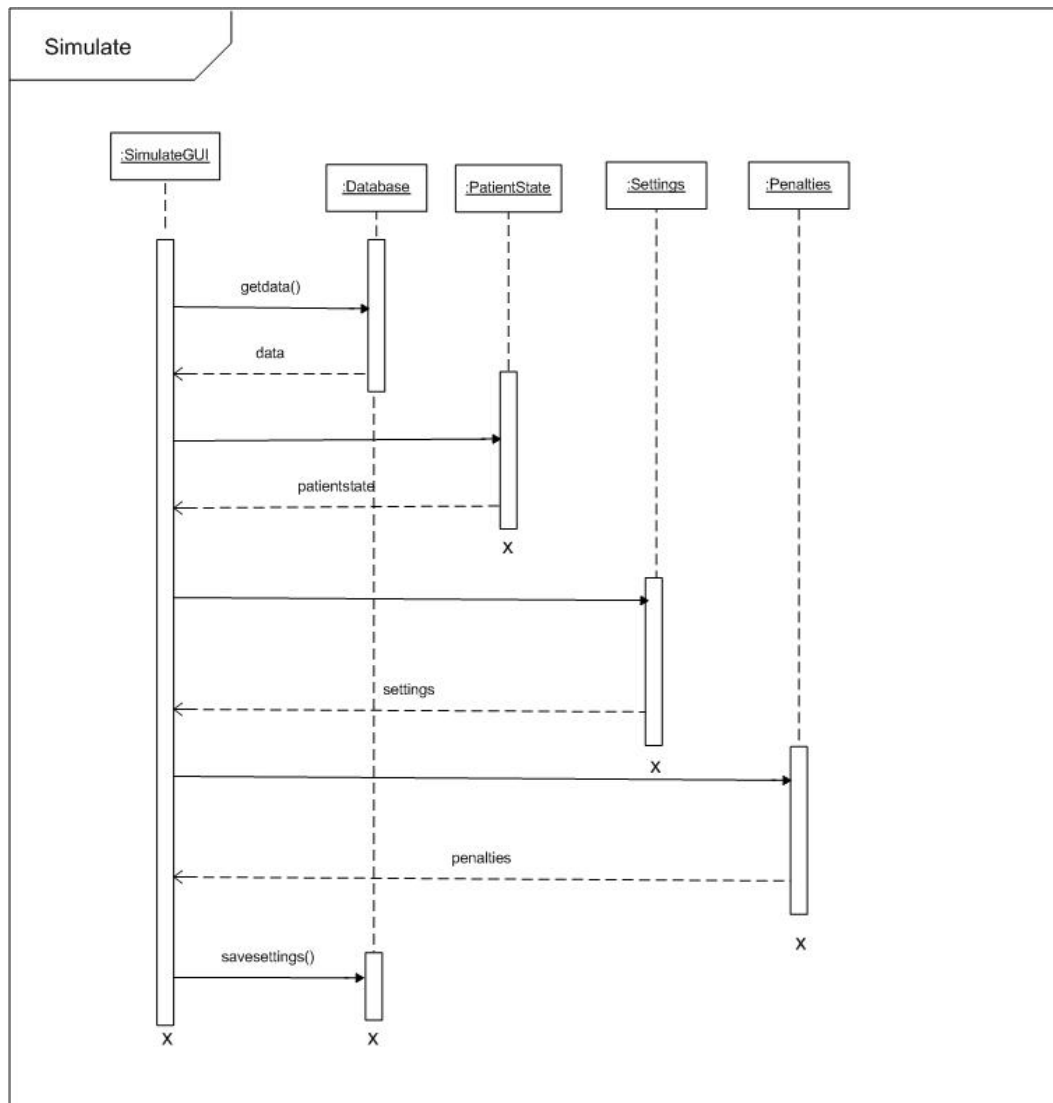 Simulate
:SimulateGUI
:Database
:PatientState
:Settings
:Penalties
getdata()
data
patientstate
X
settings
X
penalties
X
savesettings()
X
X